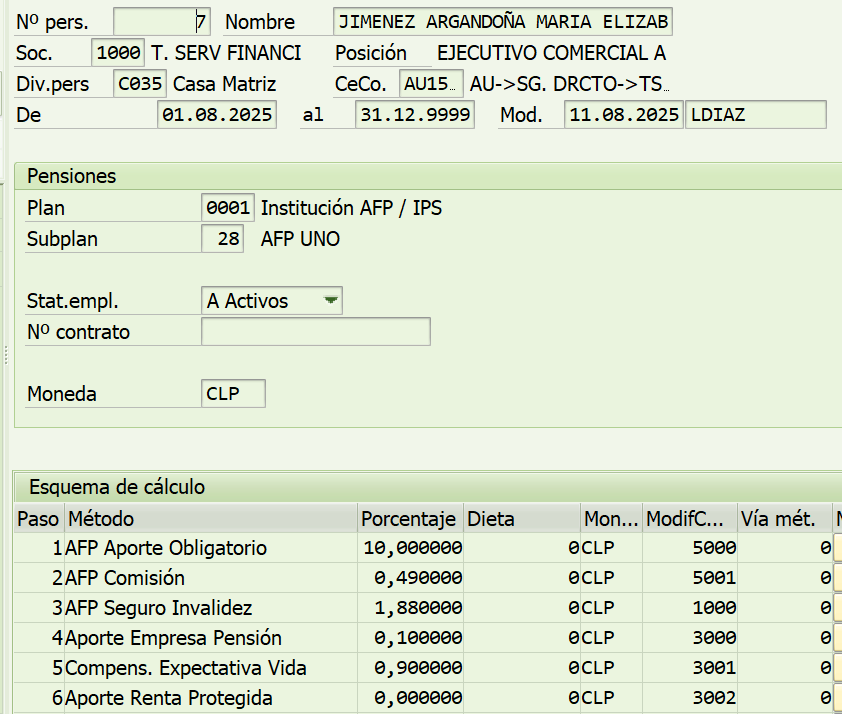 Nº pers. 7 Nombre JIMENEZ ARGANDOÑA MARIA ELIZAB
Soc. 1000 T. SERV FINANCI Posición EJECUTIVO COMERCIAL A
Div.pers C035 Casa Matriz CeCo. AU15… AU->SG. DRCTO->TS…
De 01.08.2025 al 31.12.9999 Mod. 11.08.2025 LDIAZ
Pensiones
Plan 0001 Institución AFP / IPS
Subplan 28 AFP UNO
Stat.empl. A Activos
Nº contrato
Moneda CLP
Esquema de cálculo
Paso Método Porcentaje Dieta Mon... ModifC... Vía mét.
1 AFP Aporte Obligatorio 10,000000 0 CLP 5000 0
2 AFP Comisión 0,490000 0 CLP 5001 0
3 AFP Seguro Invalidez 1,880000 0 CLP 1000 0
4 Aporte Empresa Pensión 0,100000 0 CLP 3000 0
5 Compens. Expectativa Vida 0,900000 0 CLP 3001 0
6 Aporte Renta Protegida 0,000000 0 CLP 3002 0